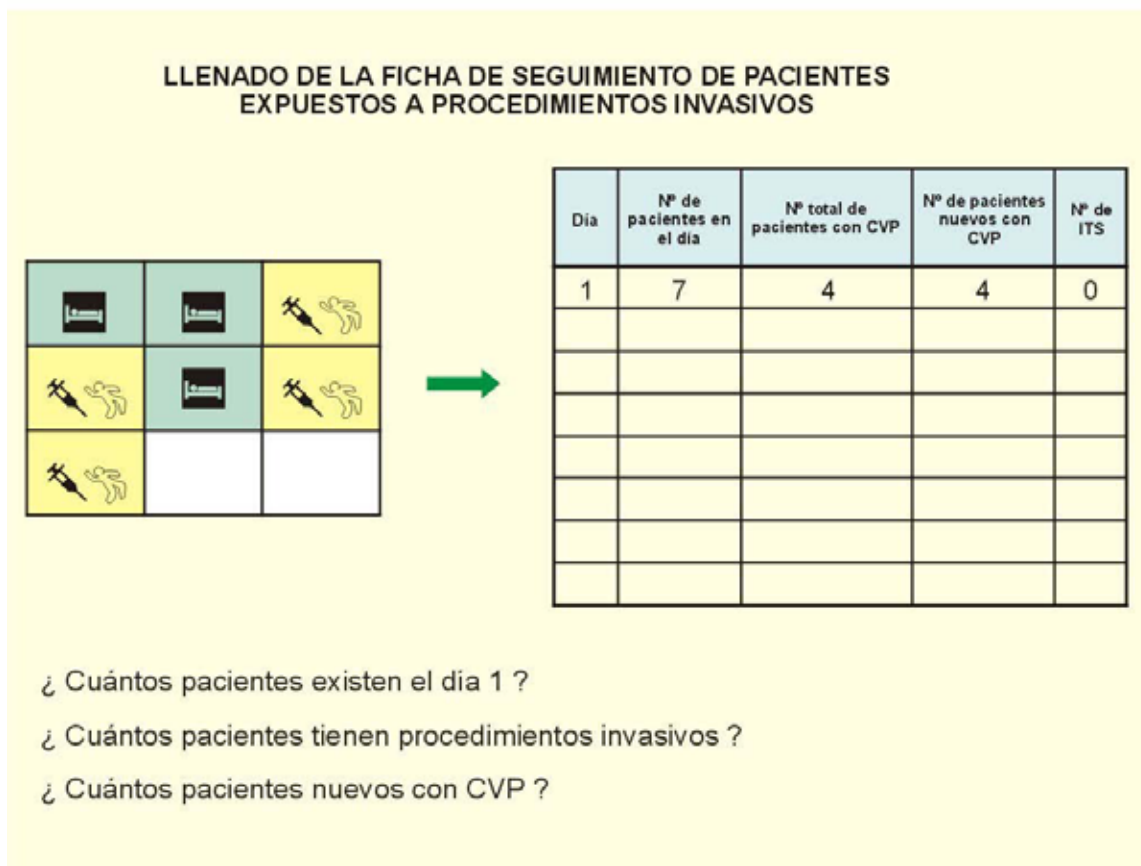 LLENADO DE LA FICHA DE SEGUIMIENTO DE PACIENTES
EXPUESTOS A PROCEDIMIENTOS INVASIVOS
Día
Nº de
pacientes en
el día
Nº total de
pacientes con CVP
Nº de pacientes
nuevos con
CVP
Nº de
ITS
1 7 4 4 0
¿ Cuántos pacientes existen el dia 1 ?
¿ Cuántos pacientes tienen procedimientos invasivos ?
¿ Cuántos pacientes nuevos con CVP ?